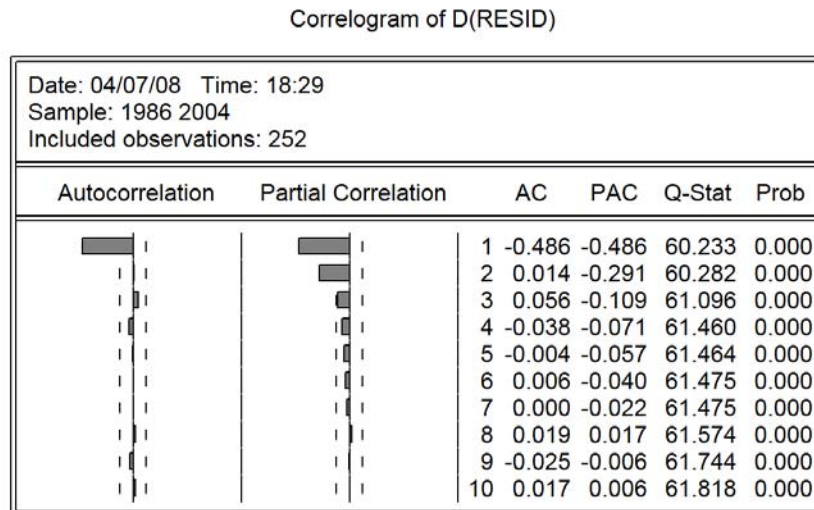 Correlogram of D(RESID)
Date: 04/07/08 Time: 18:29
Sample: 1986 2004
Included observations: 252
Autocorrelation Partial Correlation AC PAC Q-Stat Prob
1 -0.486 -0.486 60.233 0.000
2 0.014 -0.291 60.282 0.000
3 0.056 -0.109 61.096 0.000
4 -0.038 -0.071 61.460 0.000
5 -0.004 -0.057 61.464 0.000
6 0.006 -0.040 61.475 0.000
7 0.000 -0.022 61.475 0.000
8 0.019 0.017 61.574 0.000
9 -0.025 -0.006 61.744 0.000
10 0.017 0.006 61.818 0.000